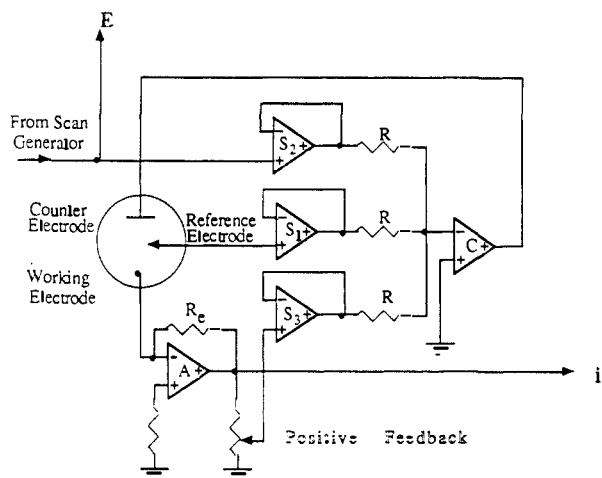 E
From Scan
Generator
S2
R
Counter
Electrode
Reference
Electrode
S1
R
C
Working
Electrode
Re
S3
R
A
i
Positive Feedback